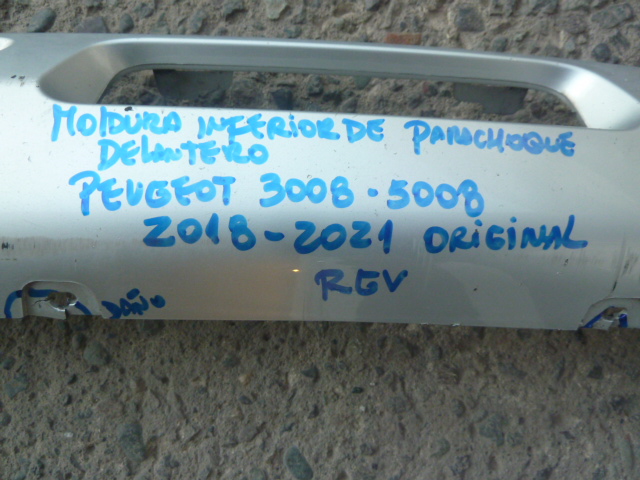 MOLDURA INFERIOR DE PARACHOQUE
DELANTERO
PEUGEOT 3008-5008
2018-2021 ORIGINAL
REV
DAÑO